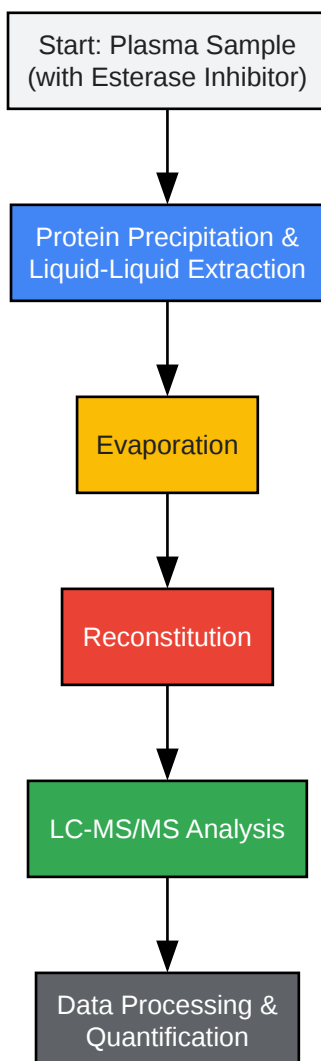 Start: Plasma Sample
(with Esterase Inhibitor)
Protein Precipitation &
Liquid-Liquid Extraction
Evaporation
Reconstitution
LC-MS/MS Analysis
Data Processing &
Quantification